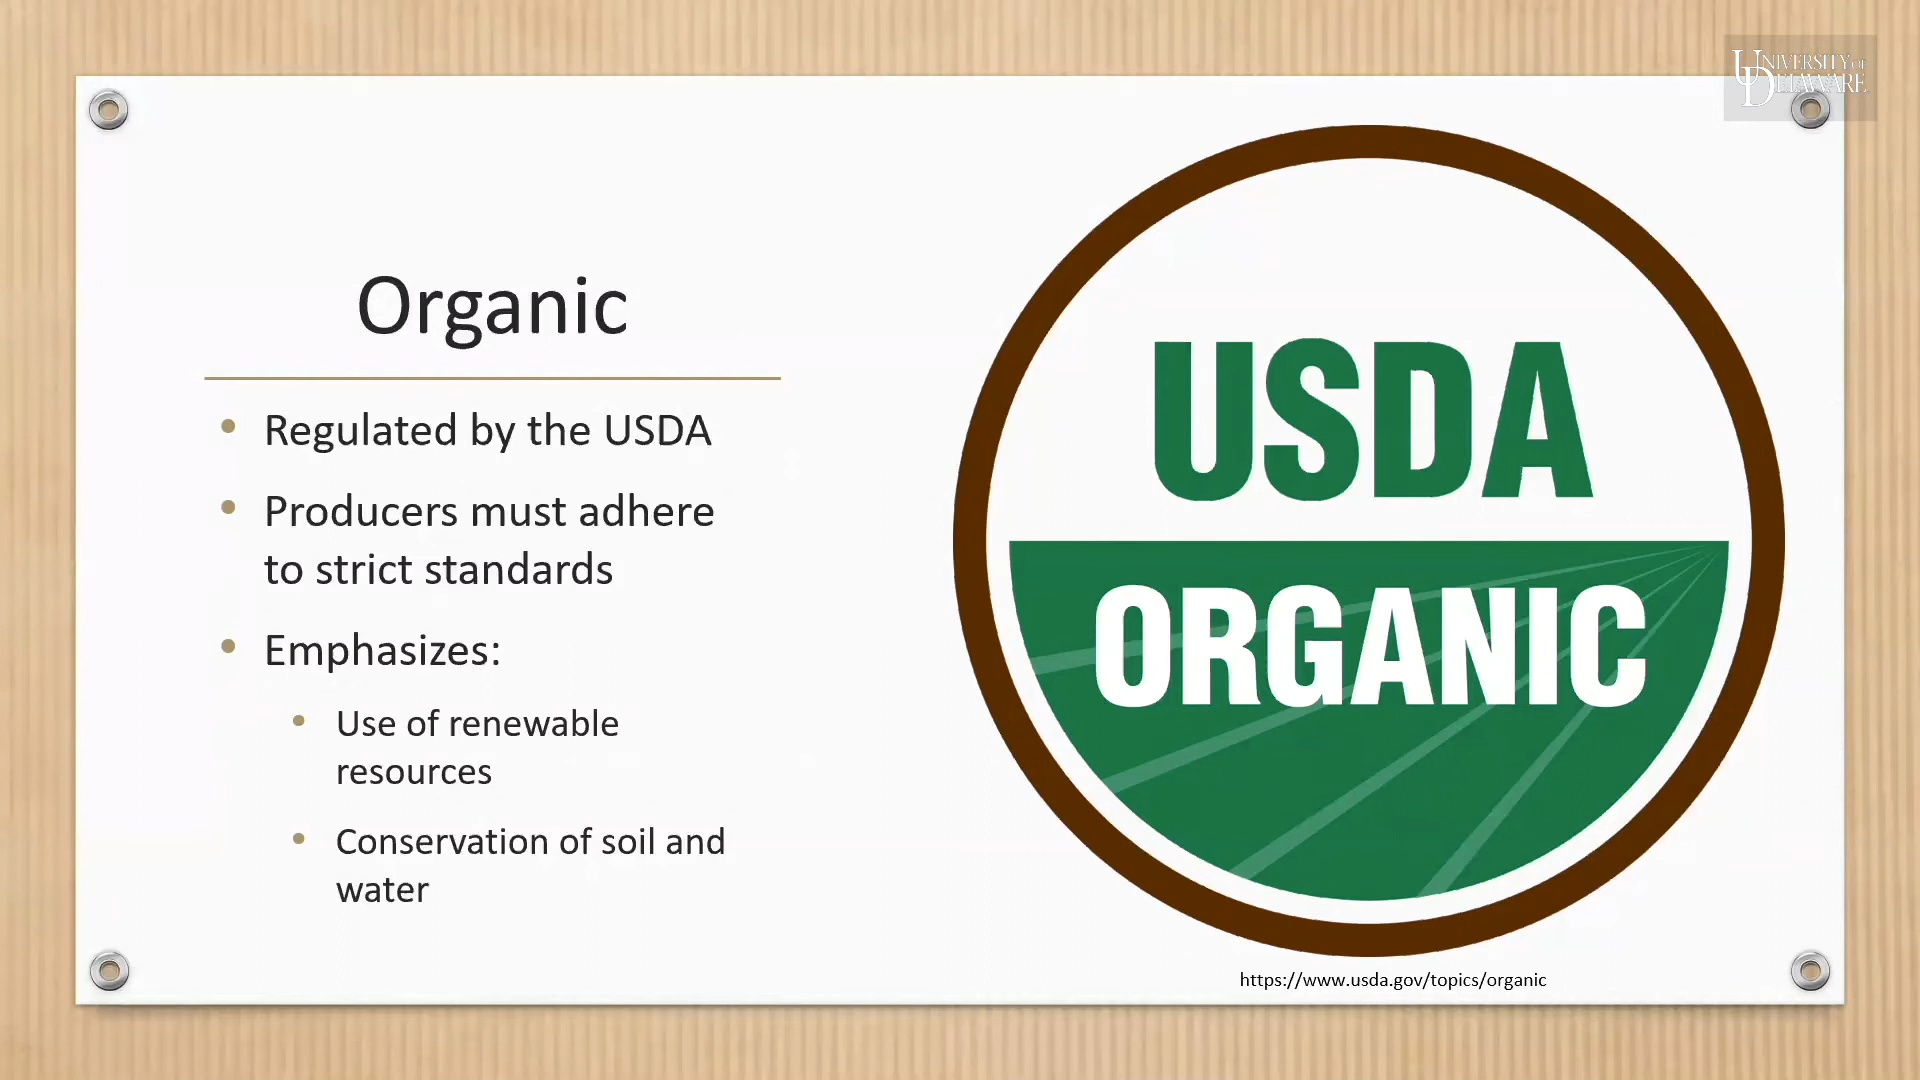 UNIVERSITY OF
DELAWARE
Organic
• Regulated by the USDA
• Producers must adhere
to strict standards
• Emphasizes:
• Use of renewable
resources
• Conservation of soil and
water
USDA
ORGANIC
https://www.usda.gov/topics/organic